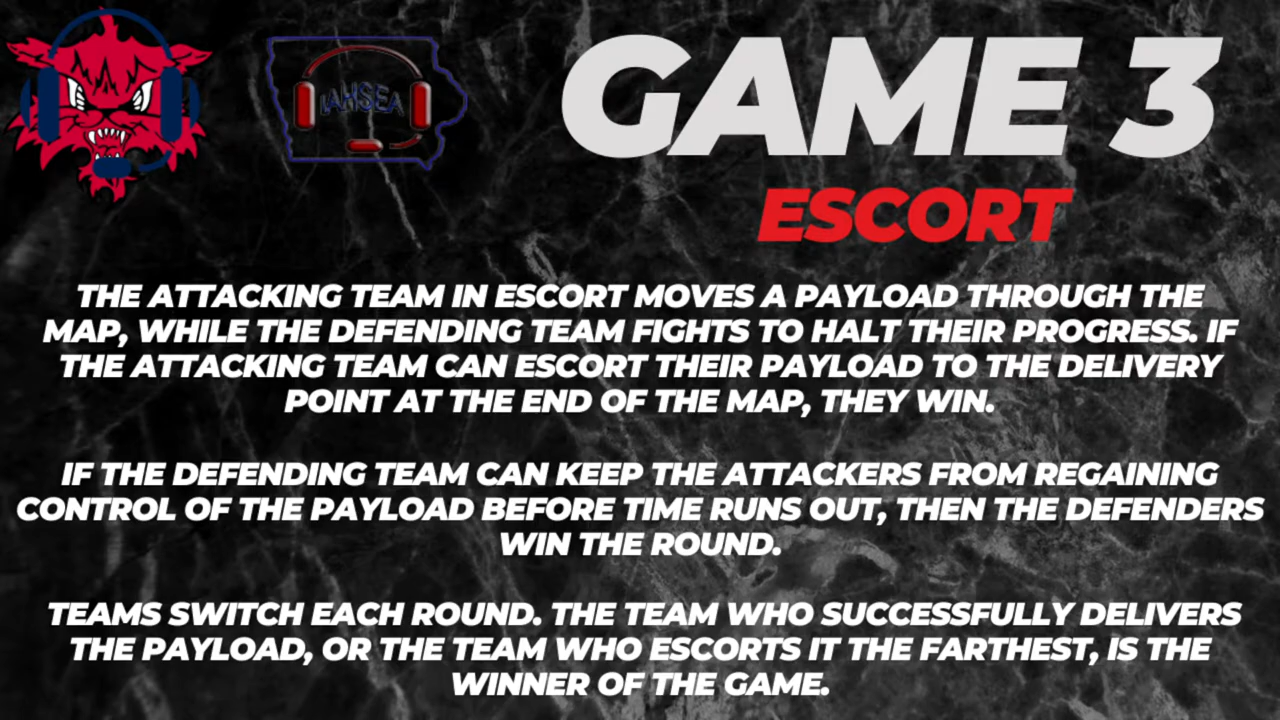 IAHSEA
GAME 3
ESCORT
THE ATTACKING TEAM IN ESCORT MOVES A PAYLOAD THROUGH THE
MAP, WHILE THE DEFENDING TEAM FIGHTS TO HALT THEIR PROGRESS. IF
THE ATTACKING TEAM CAN ESCORT THEIR PAYLOAD TO THE DELIVERY
POINT AT THE END OF THE MAP, THEY WIN.
IF THE DEFENDING TEAM CAN KEEP THE ATTACKERS FROM REGAINING
CONTROL OF THE PAYLOAD BEFORE TIME RUNS OUT, THEN THE DEFENDERS
WIN THE ROUND.
TEAMS SWITCH EACH ROUND. THE TEAM WHO SUCCESSFULLY DELIVERS
THE PAYLOAD, OR THE TEAM WHO ESCORTS IT THE FARTHEST, IS THE
WINNER OF THE GAME.